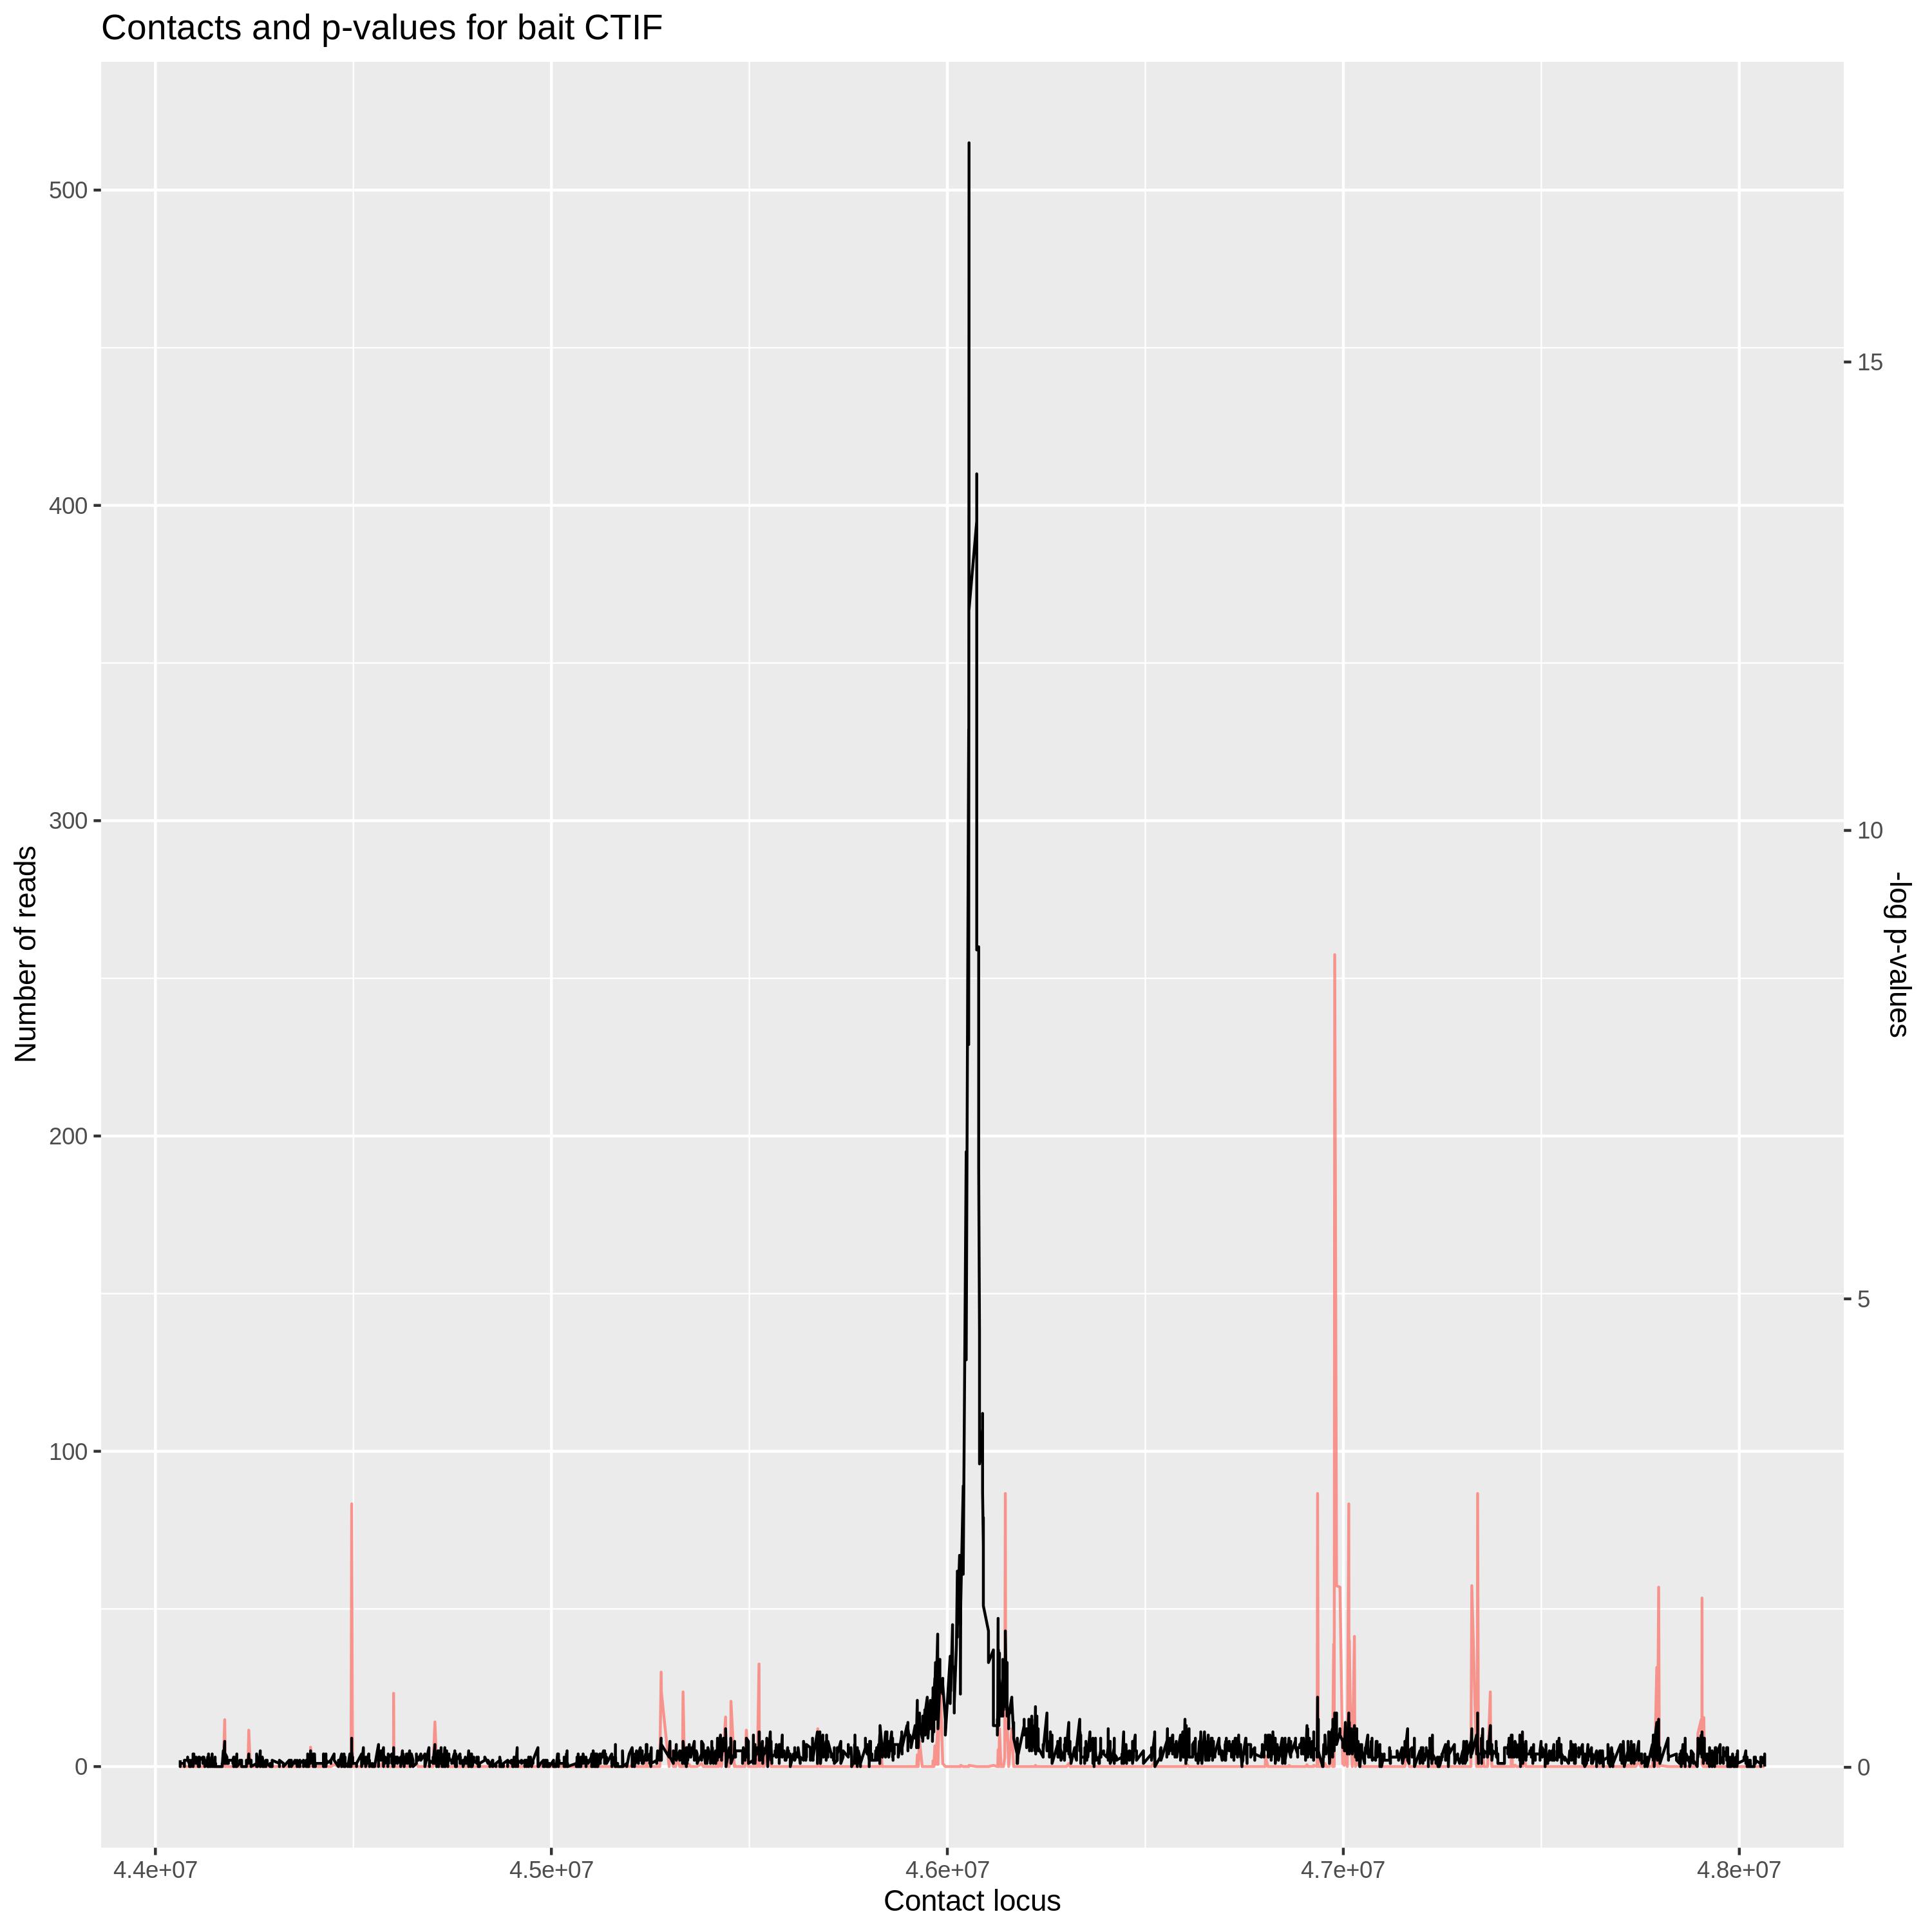 Contacts and p-values for bait CTIF
500
400
300
200
100
0
Number of reads
15
10
5
0
-log p-values
4.4e+07
4.5e+07
4.6e+07
4.7e+07
4.8e+07
Contact locus